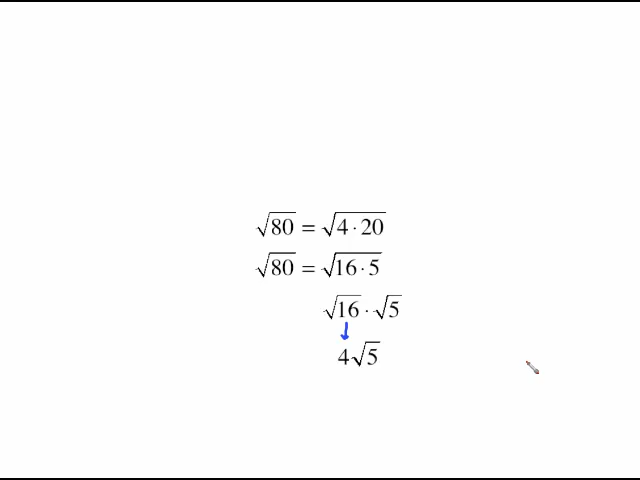 √80 = √4·20
√80 = √16·5
√16·√5
4√5